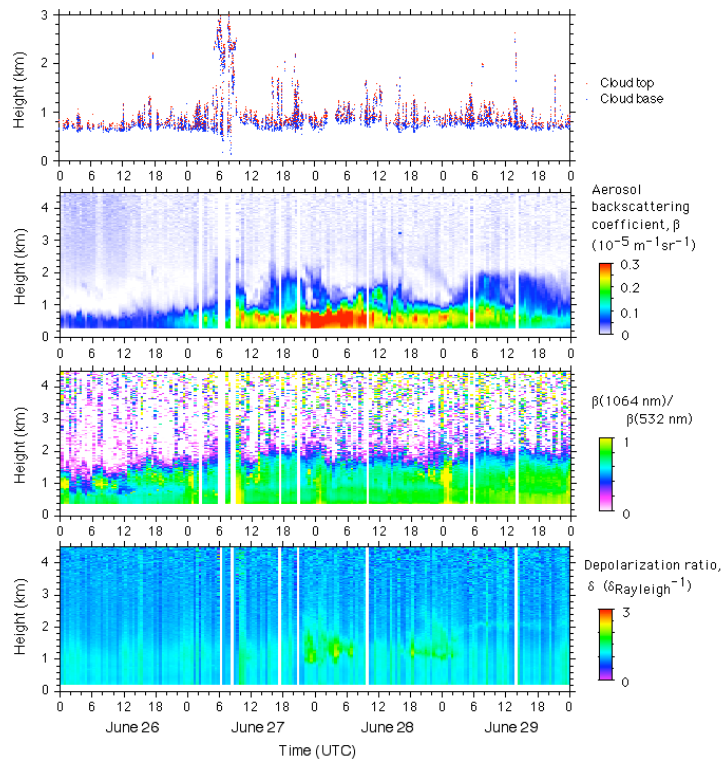 3
2
1
0
Height (km)
Cloud top
Cloud base
0 6 12 18 0 6 12 18 0 6 12 18 0 6 12 18 0
4
3
2
1
0
Height (km)
Aerosol
backscattering
coefficient, β
(10⁻⁵ m⁻¹sr⁻¹)
0.3
0.2
0.1
0
0 6 12 18 0 6 12 18 0 6 12 18 0 6 12 18 0
4
3
2
1
0
Height (km)
β(1064 nm)/
β(532 nm)
1
0
0 6 12 18 0 6 12 18 0 6 12 18 0 6 12 18 0
4
3
2
1
0
Height (km)
Depolarization ratio,
δ (δRayleigh⁻¹)
3
0
0 6 12 18 0 6 12 18 0 6 12 18 0 6 12 18 0
June 26 June 27 June 28 June 29
Time (UTC)